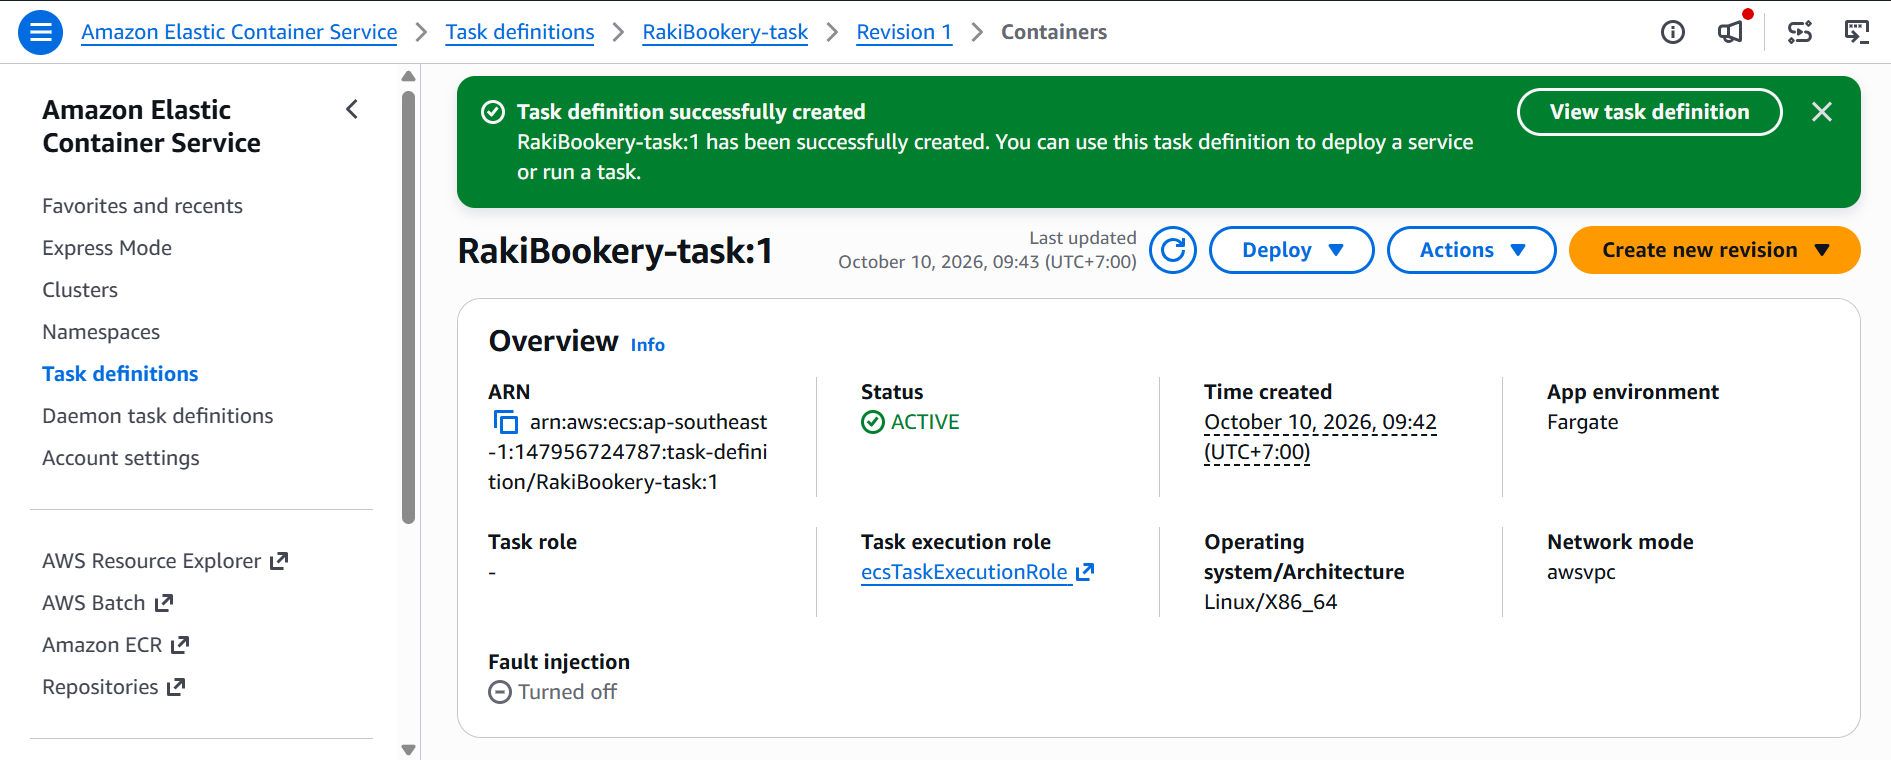 Amazon Elastic Container Service > Task definitions > RakiBookery-task > Revision 1 > Containers
Amazon Elastic
Container Service
Favorites and recents
Express Mode
Clusters
Namespaces
Task definitions
Daemon task definitions
Account settings
AWS Resource Explorer
AWS Batch
Amazon ECR
Repositories
Task definition successfully created
RakiBookery-task:1 has been successfully created. You can use this task definition to deploy a service
or run a task.
View task definition
RakiBookery-task:1
Last updated
October 10, 2026, 09:43 (UTC+7:00)
Deploy
Actions
Create new revision
Overview Info
ARN
arn:aws:ecs:ap-southeast
-1:147956724787:task-defini
tion/RakiBookery-task:1
Status
ACTIVE
Time created
October 10, 2026, 09:42
(UTC+7:00)
App environment
Fargate
Task role
-
Task execution role
ecsTaskExecutionRole
Operating
system/Architecture
Linux/X86_64
Network mode
awsvpc
Fault injection
Turned off